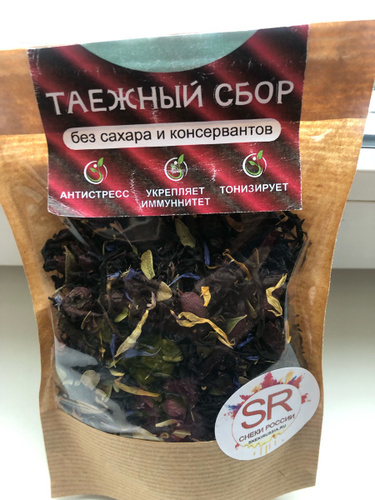 ТАЕЖНЫЙ СБОР
без сахара и консервантов
АНТИСТРЕСС
УКРЕПЛЯЕТ
ИММУННИТЕТ
ТОНИЗИРУЕТ
SR
СНЕКИ РОССИИ